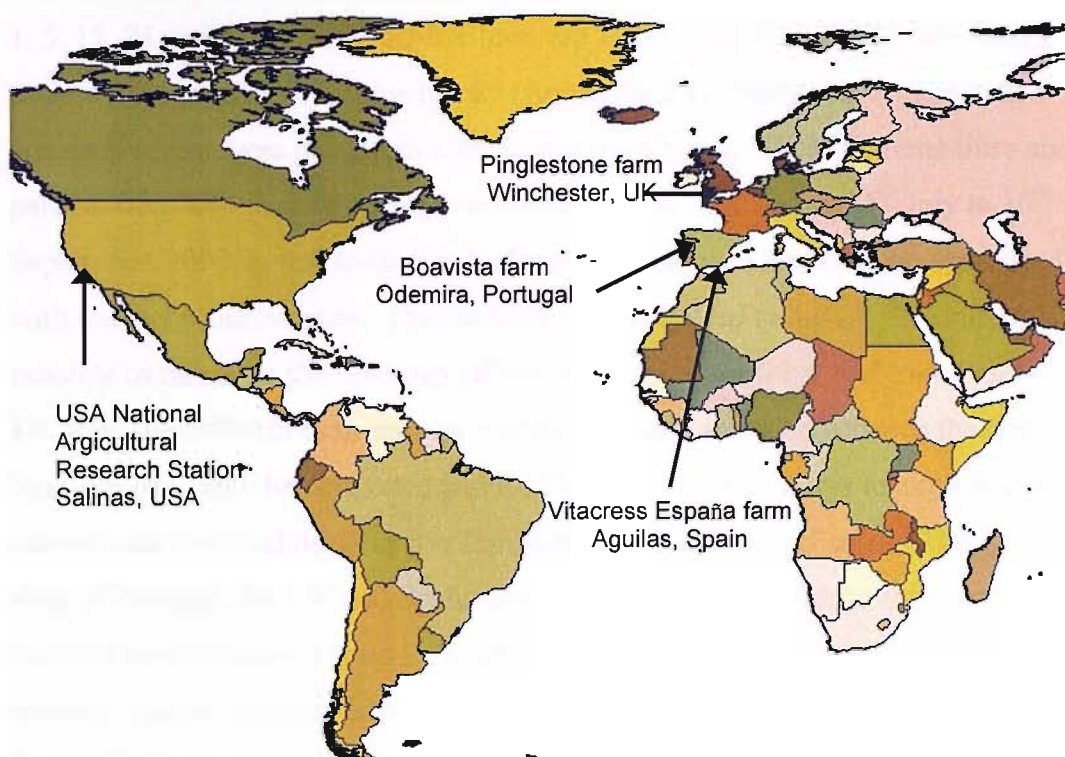 Pinglestone farm
Winchester, UK
Boavista farm
Odemira, Portugal
USA National
Argicultural
Research Station
Salinas, USA
Vitacress España farm
Aguilas, Spain